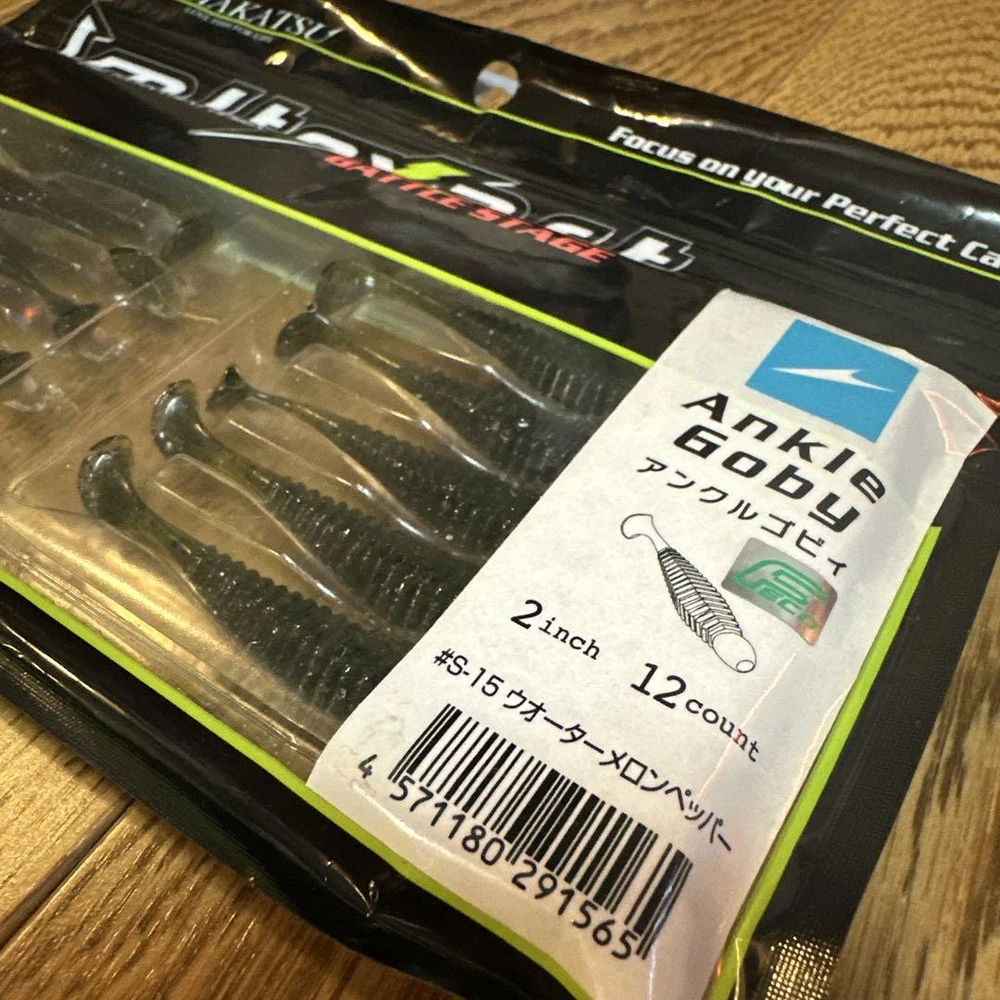 HAKATSU
BATTLE STAGE
Focus on your Perfect Ca
Ankle
Goby
アンクルゴビィ
2inch 12count
#S-15 ウオーターメロンペッパー
4 571180 291565